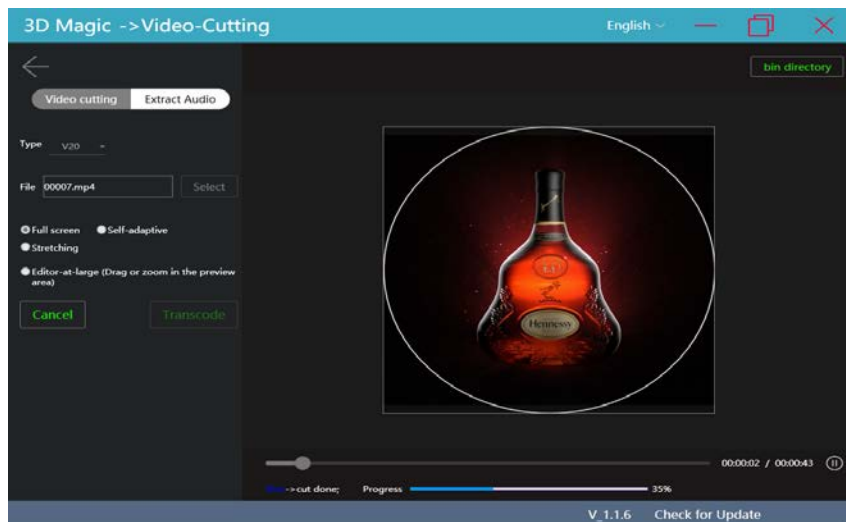 3D Magic ->Video-Cutting
English
bin directory
Video cutting
Extract Audio
Type V20
File 00007.mp4 Select
Full screen Self-adaptive
Stretching
Editor-at-large (Drag or zoom in the preview
area)
Cancel
Transcode
Hennessy
00:00:02 / 00:00:43
->cut done; Progress 35%
V_1.1.6 Check for Update